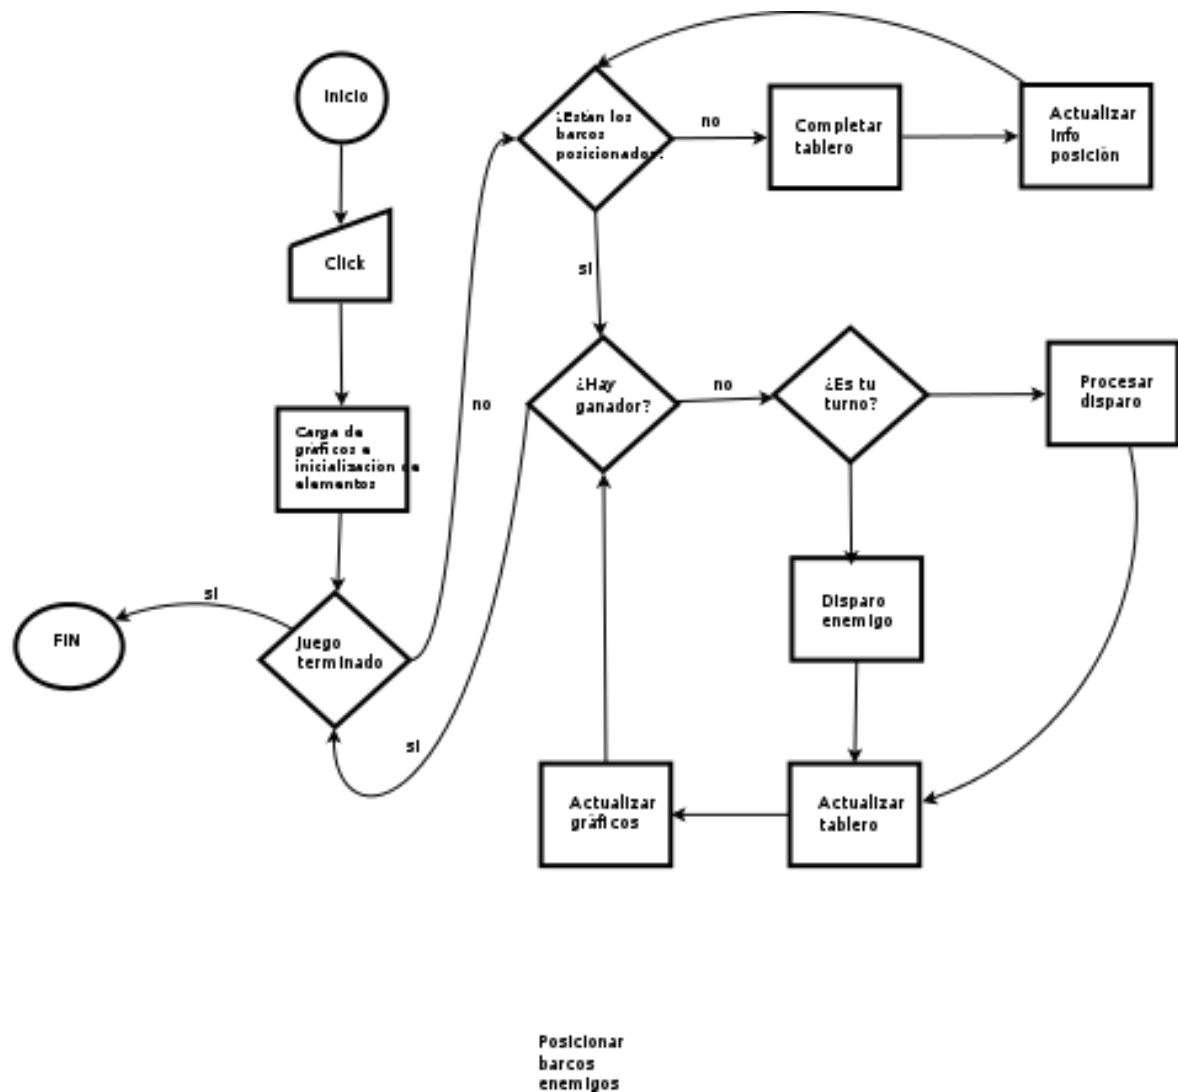 Inicio
Click
Carga de
gráficos e
inicialización de
elementos
Juego
terminado
si
FIN
no
¿Están los
barcos
posicionados?
no
Completar
tablero
Actualizar
info
posición
si
¿Hay
ganador?
no
¿Es tu
turno?
Procesar
disparo
Disparo
enemigo
Actualizar
tablero
Actualizar
gráficos
si
Posicionar
barcos
enemigos